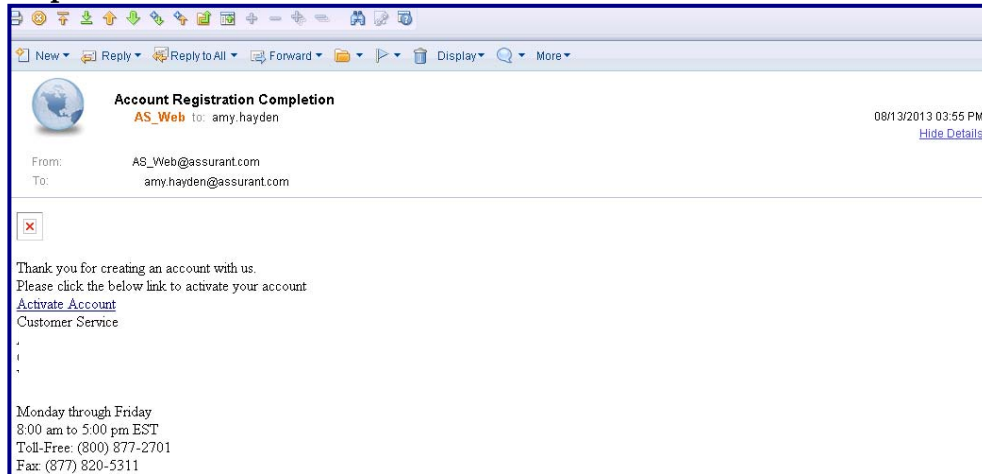 New Reply Reply to All Forward Display More
Account Registration Completion
AS_Web to: amy.hayden
08/13/2013 03:55 PM
Hide Details
From: AS_Web@assurant.com
To: amy.hayden@assurant.com
Thank you for creating an account with us.
Please click the below link to activate your account
Activate Account
Customer Service
Monday through Friday
8:00 am to 5:00 pm EST
Toll-Free: (800) 877-2701
Fax: (877) 820-5311